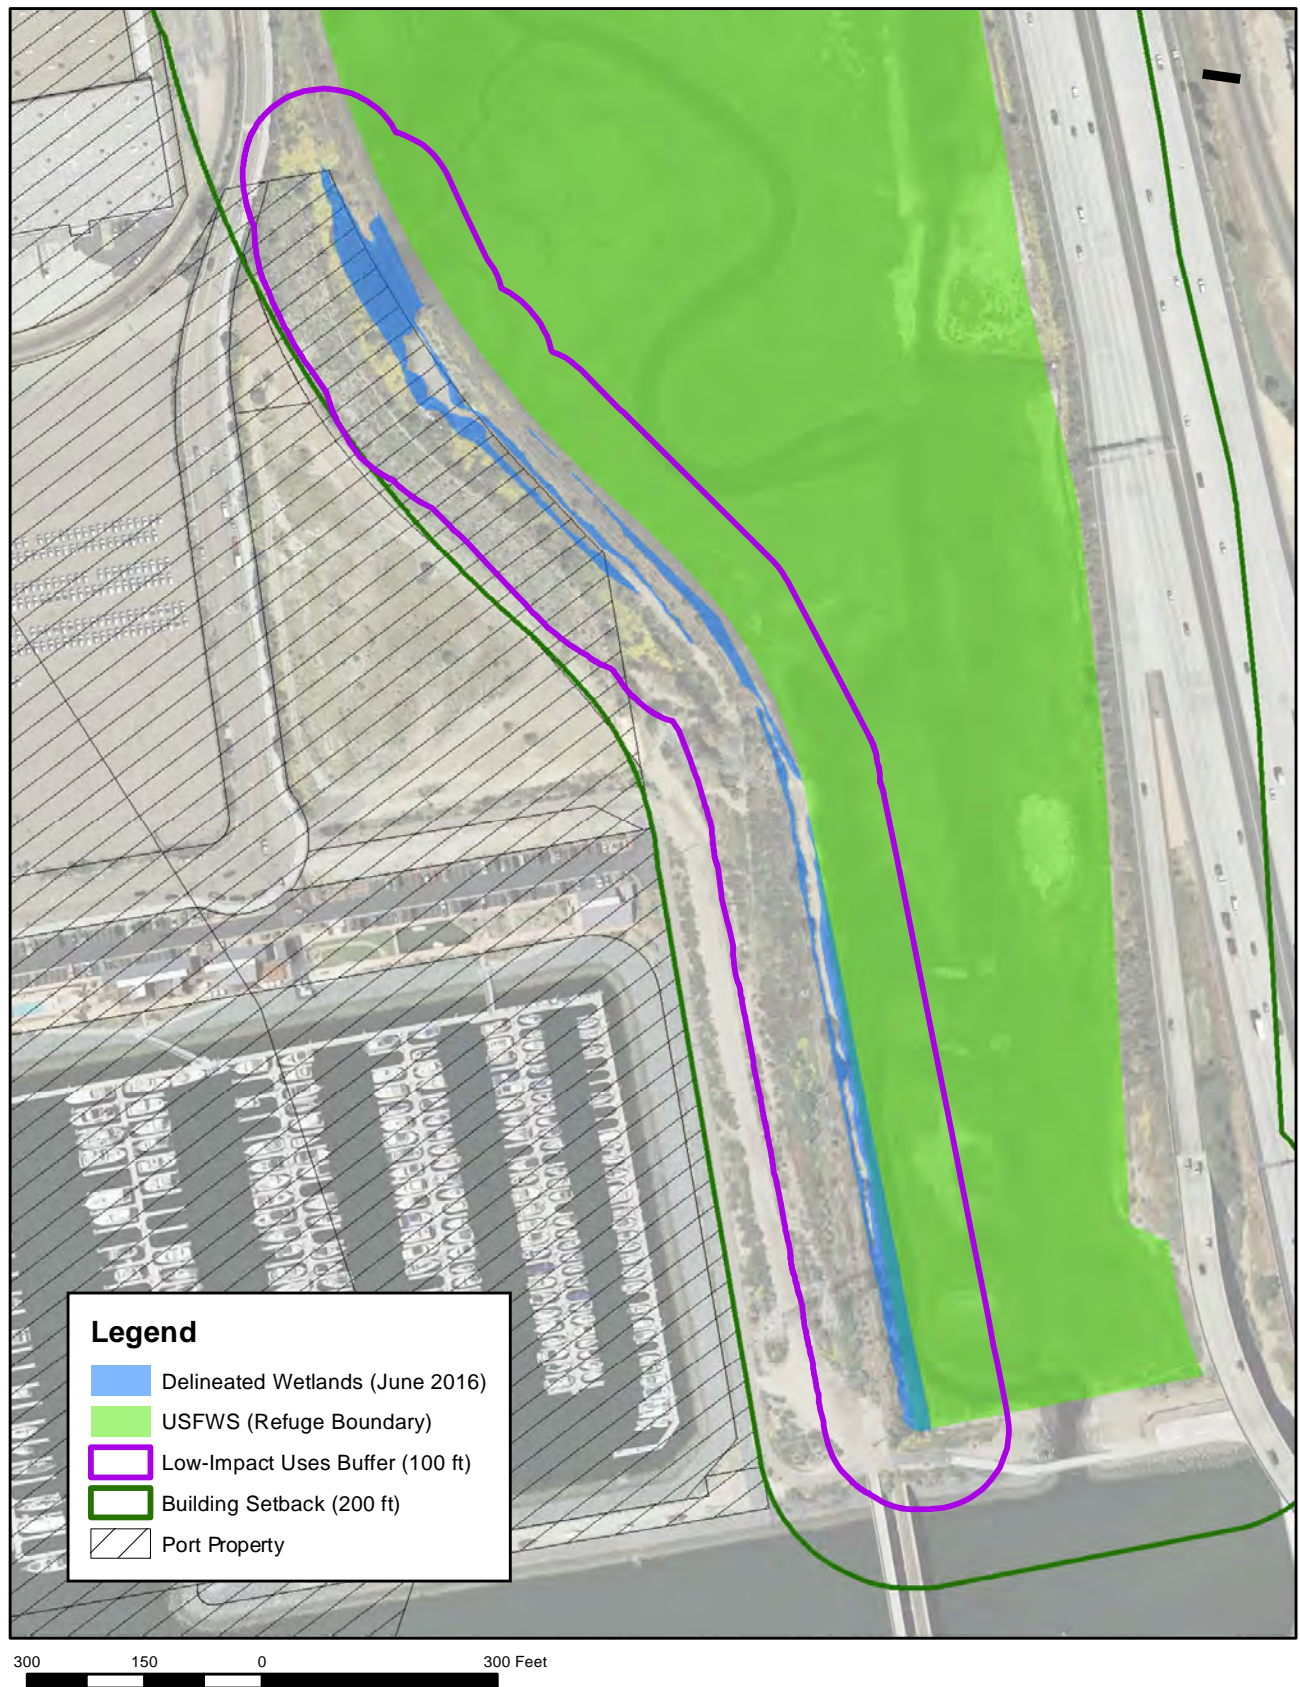 Legend
Delineated Wetlands (June 2016)
USFWS (Refuge Boundary)
Low-Impact Uses Buffer (100 ft)
Building Setback (200 ft)
Port Property
300 150 0 300 Feet